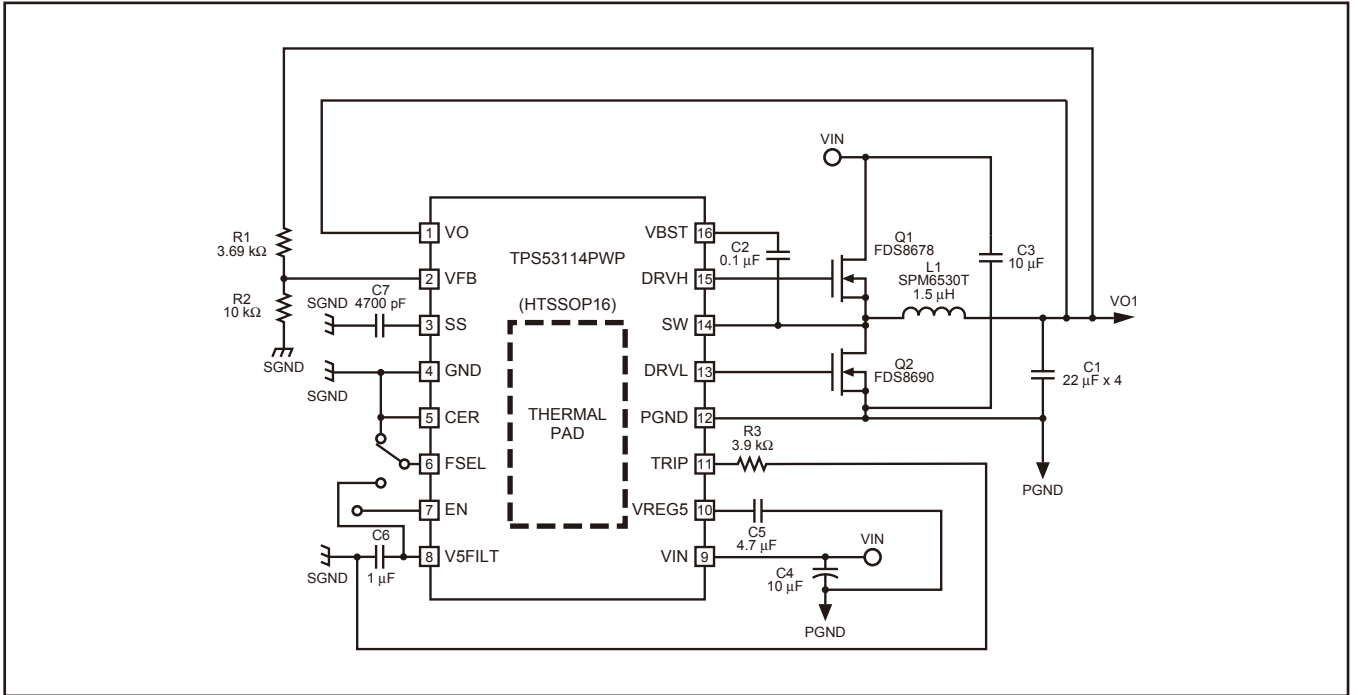 VIN
R1
3.69 kΩ
R2
10 kΩ
SGND
C7
SGND 4700 pF
SGND
SGND
C6
1 µF
1 VO
2 VFB
3 SS
4 GND
5 CER
6 FSEL
7 EN
8 V5FILT
TPS53114PWP
(HTSSOP16)
THERMAL
PAD
VBST 16
DRVH 15
SW 14
DRVL 13
PGND 12
TRIP 11
VREG5 10
VIN 9
C2
0.1 µF
Q1
FDS8678
L1
SPM6530T
1.5 µH
C3
10 µF
VO1
Q2
FDS8690
C1
22 µF x 4
R3
3.9 kΩ
PGND
C5
4.7 µF
VIN
C4
10 µF
PGND